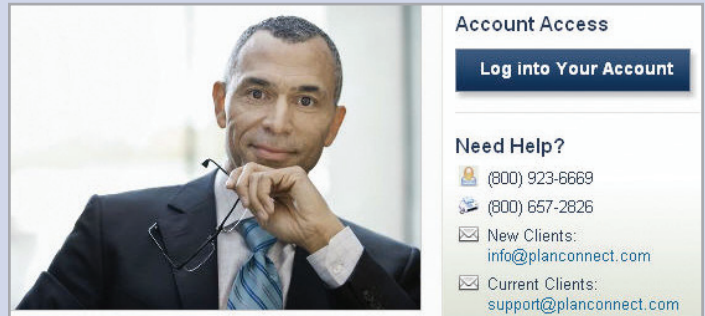 Account Access
Log into Your Account
Need Help?
(800) 923-6669
(800) 657-2826
New Clients:
info@planconnect.com
Current Clients:
support@planconnect.com